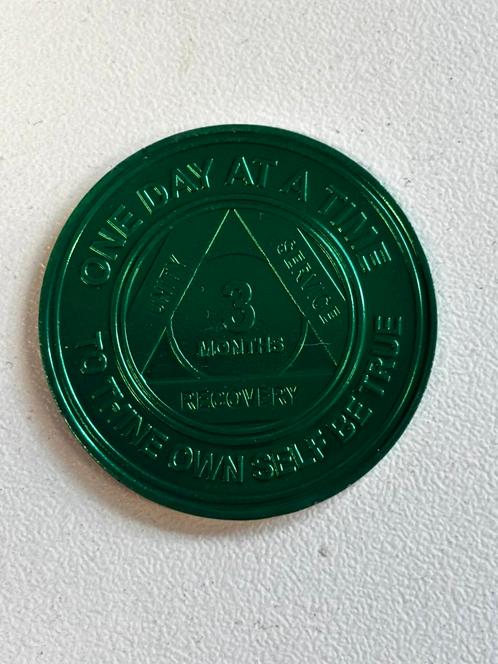 ONE DAY AT A TIME
UNITY
SERVICE
3
MONTHS
RECOVERY
TO THINE OWN SELF BE TRUE